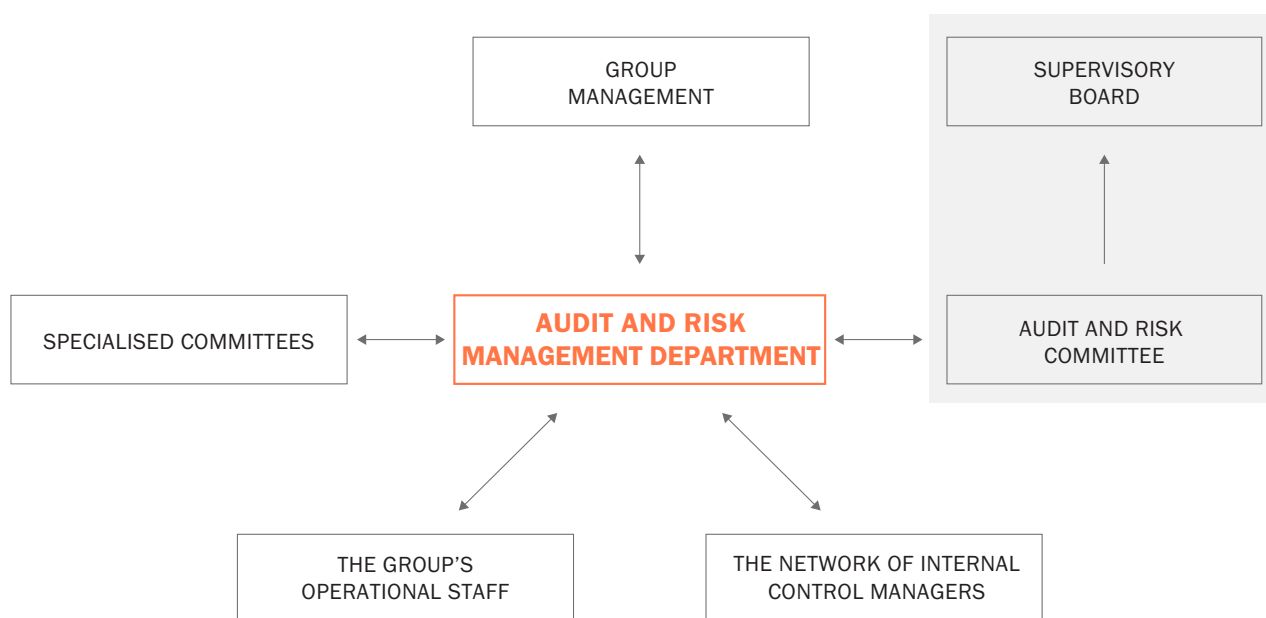 GROUP
MANAGEMENT
SUPERVISORY
BOARD
SPECIALISED COMMITTEES
AUDIT AND RISK
MANAGEMENT DEPARTMENT
AUDIT AND RISK
COMMITTEE
THE GROUP’S
OPERATIONAL STAFF
THE NETWORK OF INTERNAL
CONTROL MANAGERS